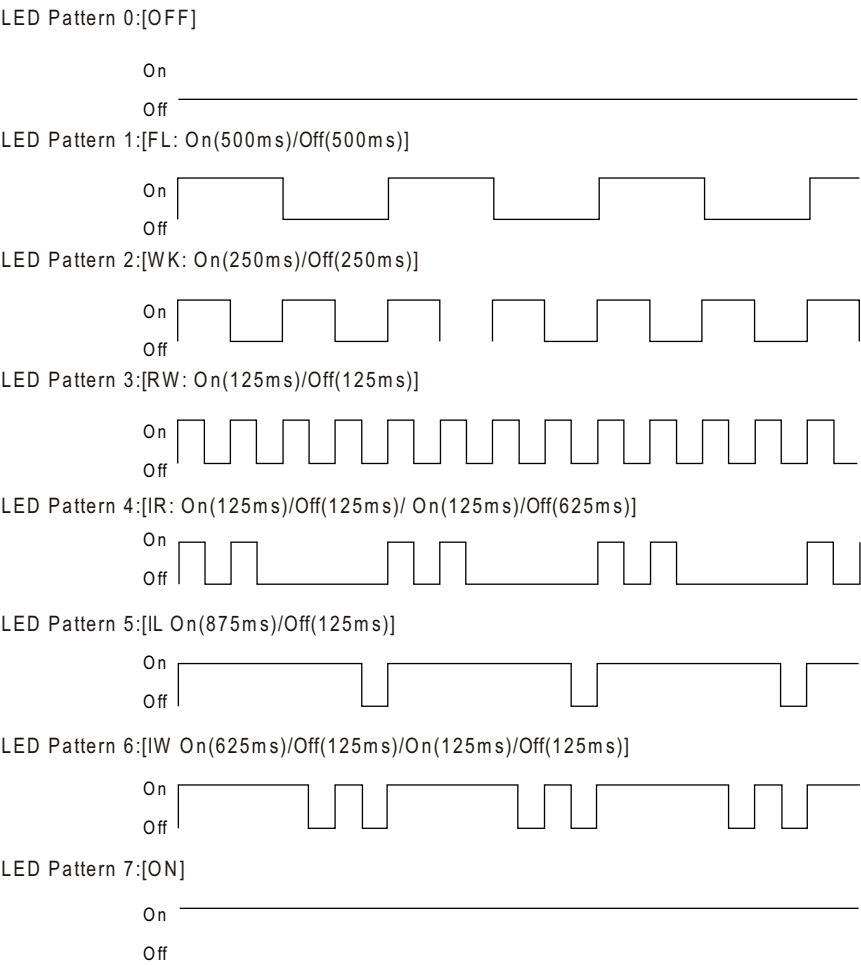 LED Pattern 0:[OFF]
On
Off
LED Pattern 1:[FL: On(500ms)/Off(500ms)]
On
Off
LED Pattern 2:[WK: On(250ms)/Off(250ms)]
On
Off
LED Pattern 3:[RW: On(125ms)/Off(125ms)]
On
Off
LED Pattern 4:[IR: On(125ms)/Off(125ms)/ On(125ms)/Off(625ms)]
On
Off
LED Pattern 5:[IL On(875ms)/Off(125ms)]
On
Off
LED Pattern 6:[IW On(625ms)/Off(125ms)/On(125ms)/Off(125ms)]
On
Off
LED Pattern 7:[ON]
On
Off